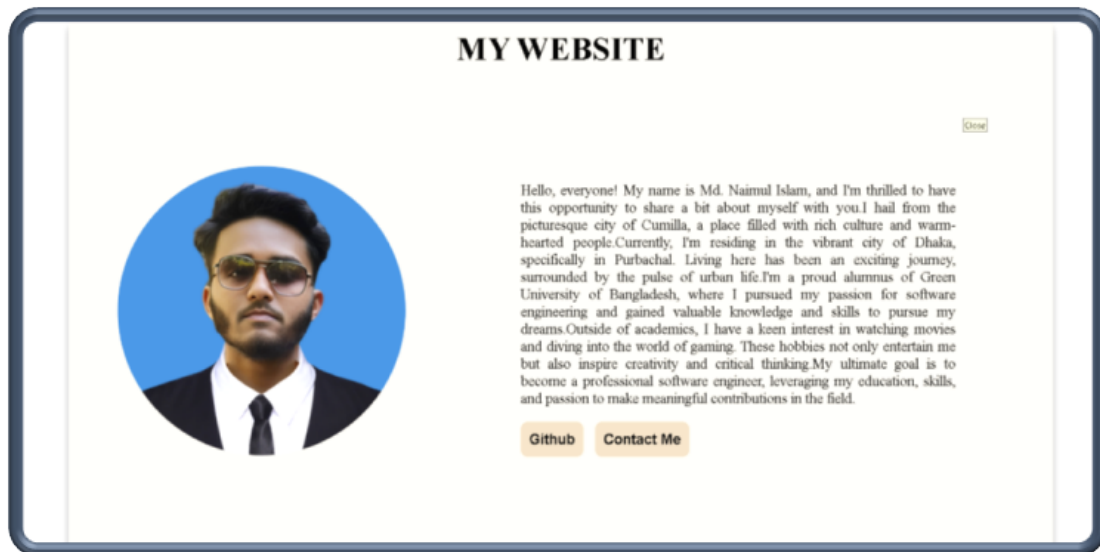 MY WEBSITE
Close
Hello, everyone! My name is Md. Naimul Islam, and I'm thrilled to have
this opportunity to share a bit about myself with you.I hail from the
picturesque city of Cumilla, a place filled with rich culture and warm-
hearted people.Currently, I'm residing in the vibrant city of Dhaka,
specifically in Purbachal. Living here has been an exciting journey,
surrounded by the pulse of urban life.I'm a proud alumnus of Green
University of Bangladesh, where I pursued my passion for software
engineering and gained valuable knowledge and skills to pursue my
dreams.Outside of academics, I have a keen interest in watching movies
and diving into the world of gaming. These hobbies not only entertain me
but also inspire creativity and critical thinking.My ultimate goal is to
become a professional software engineer, leveraging my education, skills,
and passion to make meaningful contributions in the field.
Github Contact Me